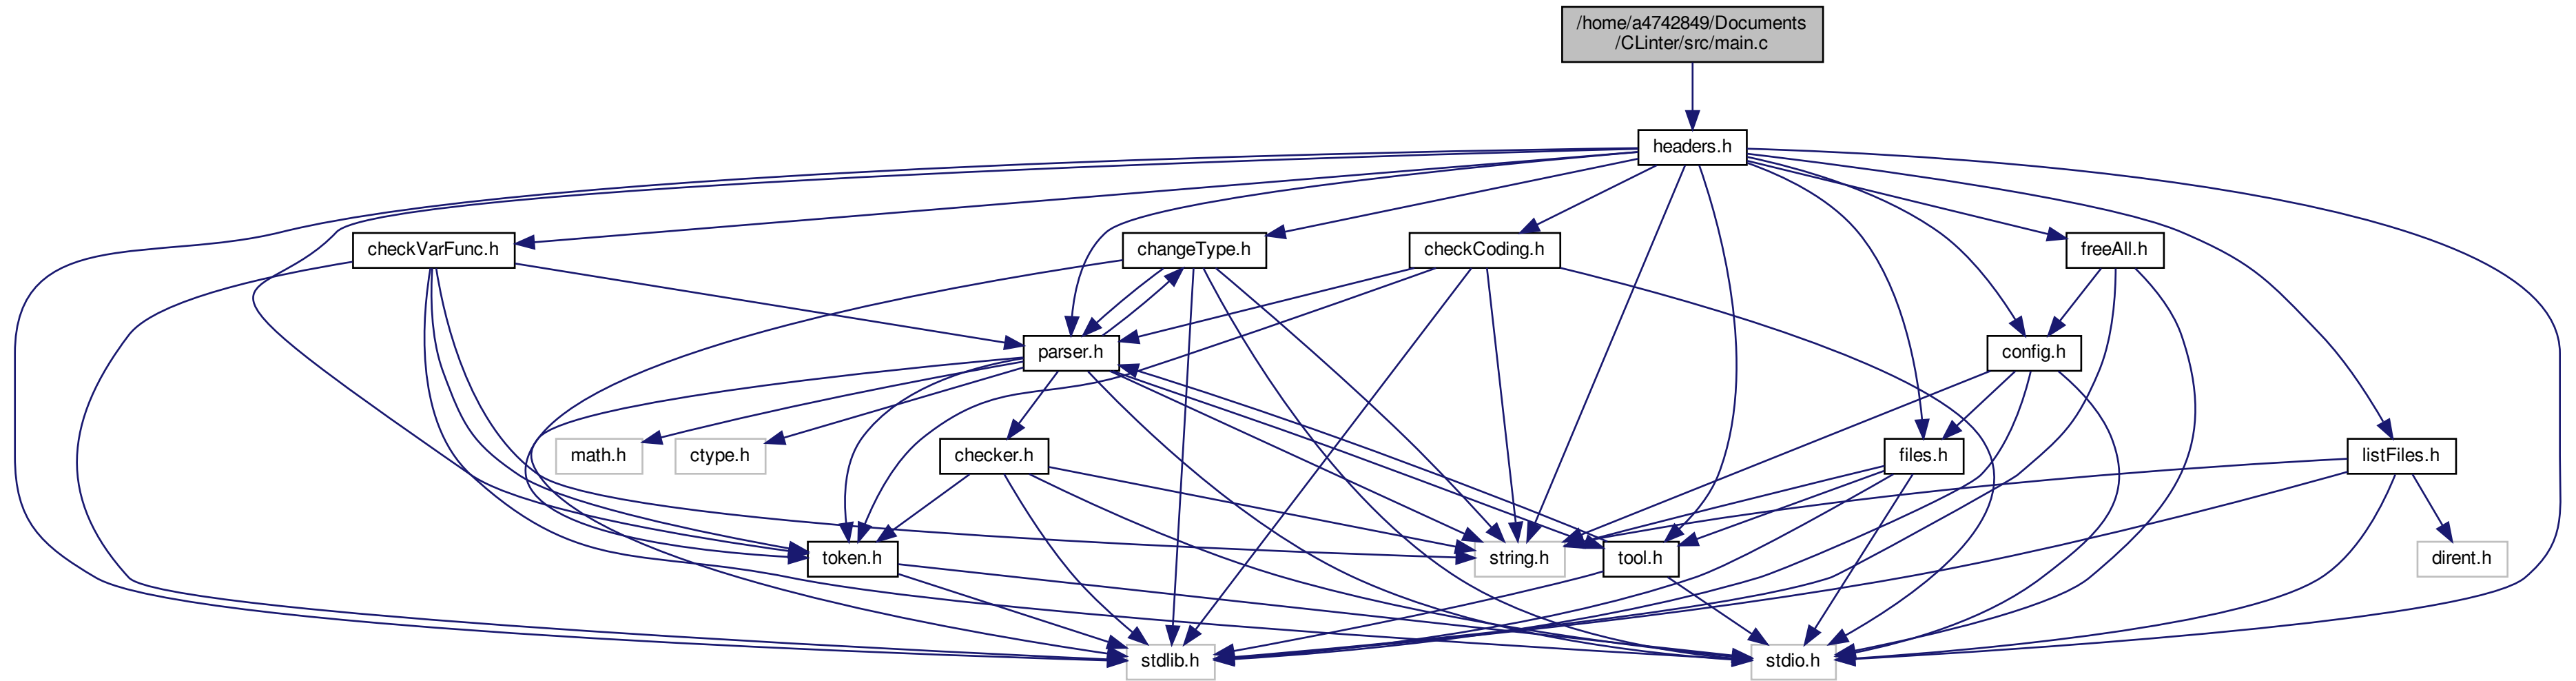 /home/a4742849/Documents
/CLinter/src/main.c
headers.h
checkVarFunc.h
changeType.h
checkCoding.h
freeAll.h
parser.h
config.h
math.h
ctype.h
checker.h
files.h
listFiles.h
token.h
string.h
tool.h
dirent.h
stdlib.h
stdio.h